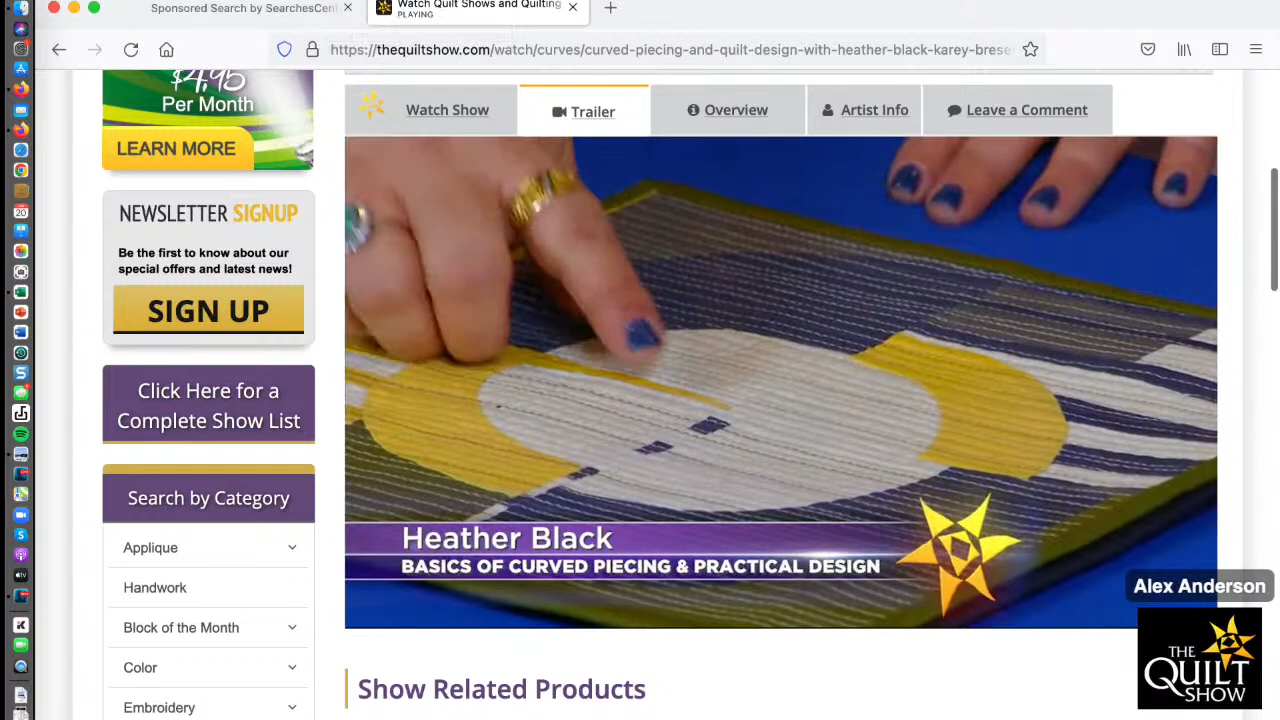 Sponsored Search by SearchesCent
Watch Quilt Shows and Quilting
PLAYING
https://thequiltshow.com/watch/curves/curved-piecing-and-quilt-design-with-heather-black-karey-brese
$4.95
Per Month
LEARN MORE
Watch Show
Trailer
Overview
Artist Info
Leave a Comment
NEWSLETTER SIGNUP
Be the first to know about our
special offers and latest news!
SIGN UP
Click Here for a
Complete Show List
Search by Category
Applique
Handwork
Block of the Month
Color
Embroidery
Heather Black
BASICS OF CURVED PIECING & PRACTICAL DESIGN
Show Related Products
Alex Anderson
THE
QUILT
SHOW